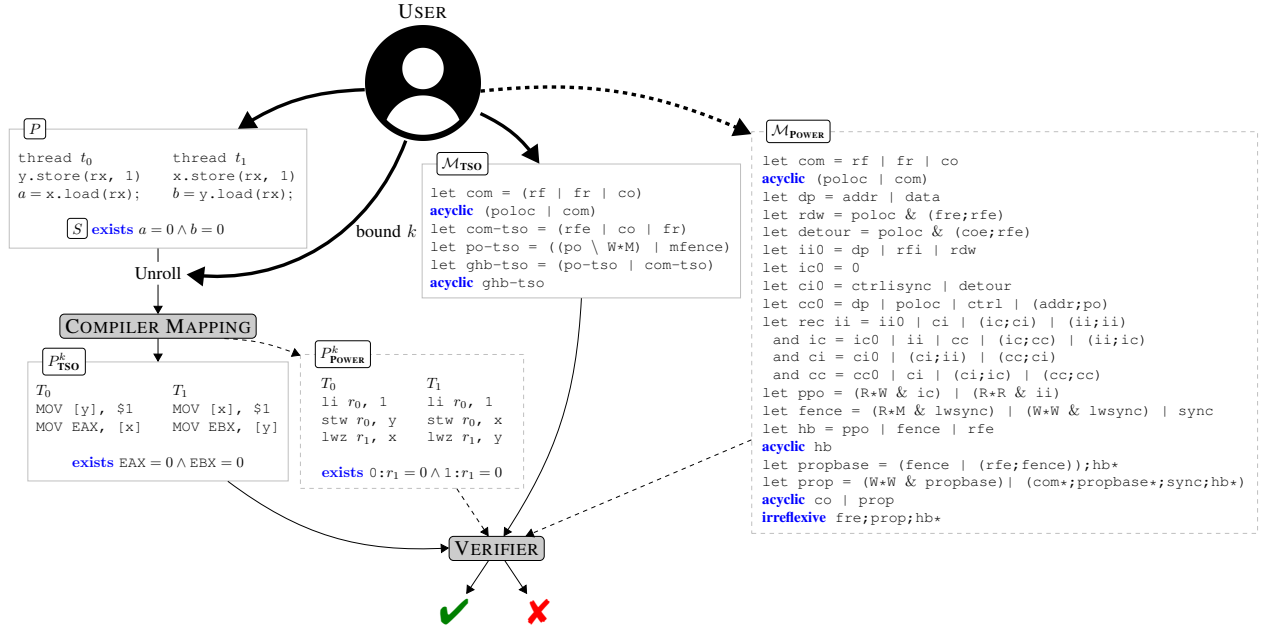 USER
P
thread t0 thread t1
y.store(rx, 1) x.store(rx, 1)
a = x.load(rx); b = y.load(rx);
S exists a = 0 ∧ b = 0
bound k
Unroll
COMPILER MAPPING
P^k_TSO
T0 T1
MOV [y], $1 MOV [x], $1
MOV EAX, [x] MOV EBX, [y]
exists EAX = 0 ∧ EBX = 0
P^k_POWER
T0 T1
li r0, 1 li r0, 1
stw r0, y stw r0, x
lwz r1, x lwz r1, y
exists 0:r1 = 0 ∧ 1:r1 = 0
M_TSO
let com = (rf | fr | co)
acyclic (poloc | com)
let com-tso = (rfe | co | fr)
let po-tso = ((po \ W*M) | mfence)
let ghb-tso = (po-tso | com-tso)
acyclic ghb-tso
M_POWER
let com = rf | fr | co
acyclic (poloc | com)
let dp = addr | data
let rdw = poloc & (fre;rfe)
let detour = poloc & (coe;rfe)
let ii0 = dp | rfi | rdw
let ic0 = 0
let ci0 = ctrlisync | detour
let cc0 = dp | poloc | ctrl | (addr;po)
let rec ii = ii0 | ci | (ic;ci) | (ii;ii)
and ic = ic0 | ii | cc | (ic;cc) | (ii;ic)
and ci = ci0 | (ci;ii) | (cc;ci)
and cc = cc0 | ci | (ci;ic) | (cc;cc)
let ppo = (R*W & ic) | (R*R & ii)
let fence = (R*M & lwsync) | (W*W & lwsync) | sync
let hb = ppo | fence | rfe
acyclic hb
let propbase = (fence | (rfe;fence));hb*
let prop = (W*W & propbase)| (com*;propbase*;sync;hb*)
acyclic co | prop
irreflexive fre;prop;hb*
VERIFIER